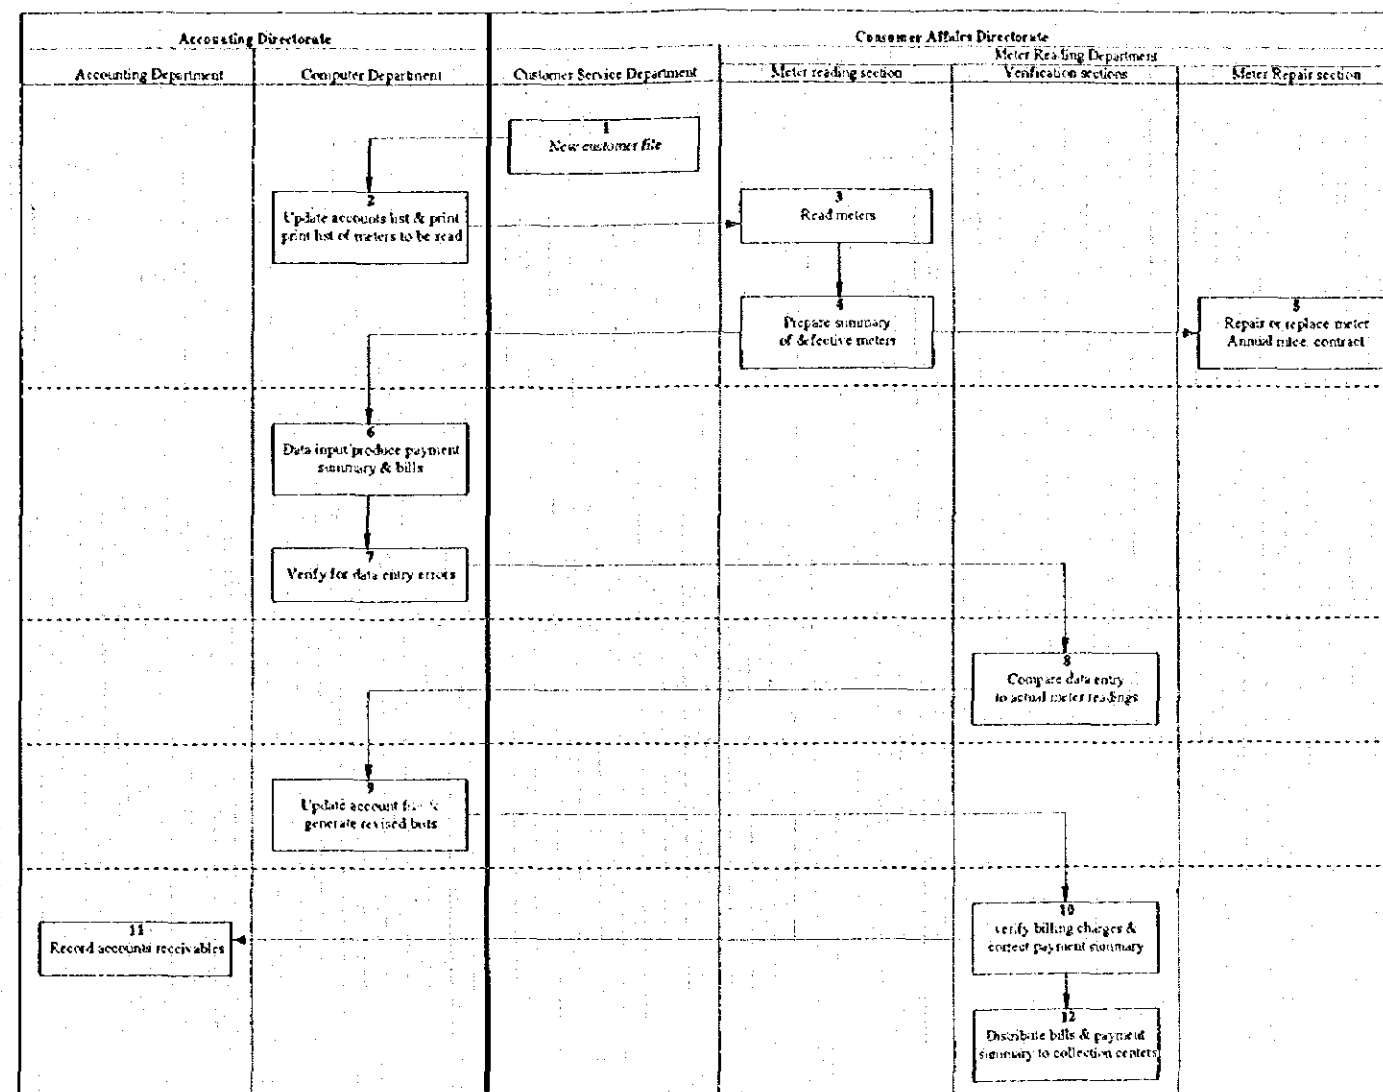 Accounting Directorate
Consumer Affairs Directorate
Meter Reading Department
Accounting Department
Computer Department
Customer Service Department
Meter reading section
Verification sections
Meter Repair section
1
New customer file
2
Update accounts list & print
print list of meters to be read
3
Read meters
4
Prepare summary
of defective meters
5
Repair or replace meter
Annual mtce. contract
6
Data input/produce payment
summary & bills
7
Verify for data entry errors
8
Compare data entry
to actual meter readings
9
Update account &
generate revised
10
verify billing charges &
correct payment summary
11
Record accounts receivables
12
Distribute bills & payment
summary to collection centers